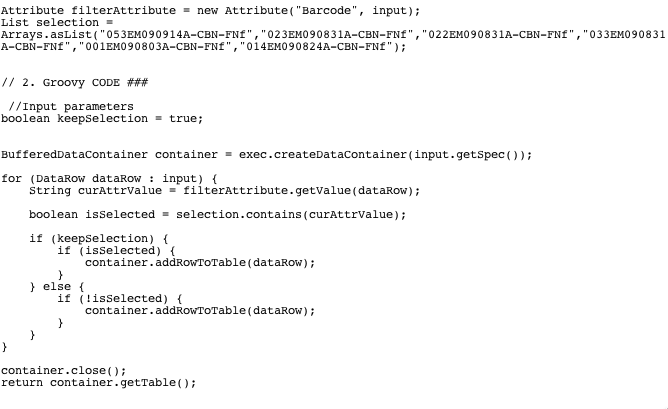 Attribute filterAttribute = new Attribute("Barcode", input);
List selection =
Arrays.asList("053EM090914A-CBN-FNf","023EM090831A-CBN-FNf","022EM090831A-CBN-FNf","033EM090831
A-CBN-FNf","001EM090803A-CBN-FNf","014EM090824A-CBN-FNf");
// 2. Groovy CODE ###
//Input parameters
boolean keepSelection = true;
BufferedDataContainer container = exec.createDataContainer(input.getSpec());
for (DataRow dataRow : input) {
String curAttrValue = filterAttribute.getValue(dataRow);
boolean isSelected = selection.contains(curAttrValue);
if (keepSelection) {
if (isSelected) {
container.addRowToTable(dataRow);
}
} else {
if (!isSelected) {
container.addRowToTable(dataRow);
}
}
}
container.close();
return container.getTable();